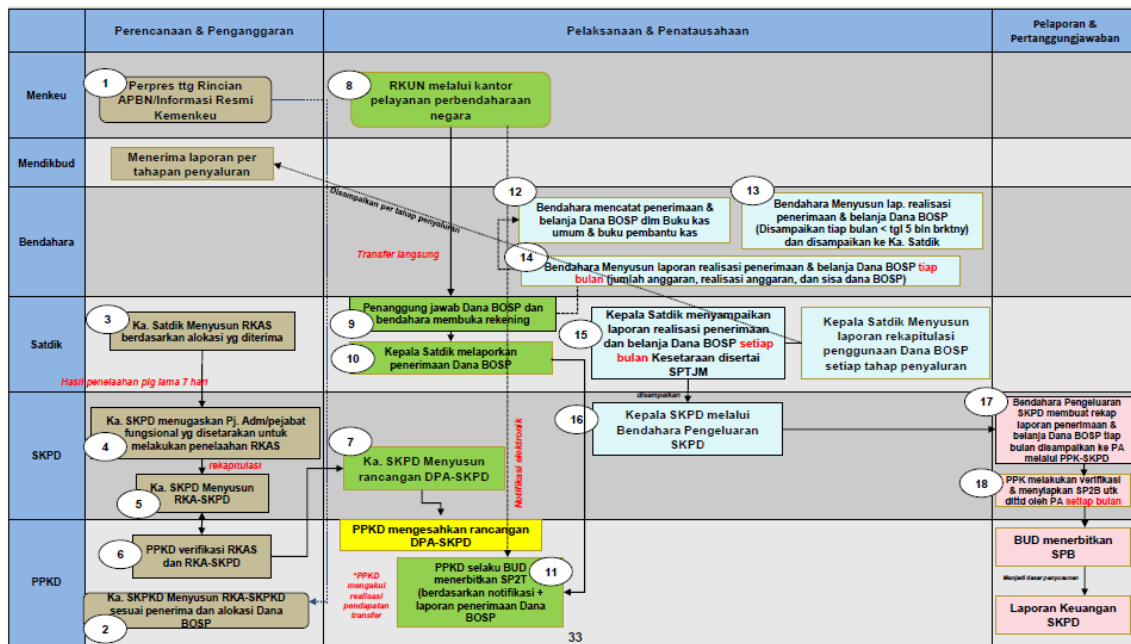 Perencanaan & Penganggaran
Pelaksanaan & Penatausahaan
Pelaporan &
Pertanggungjawaban
Menkeu
1
Perpres ttg Rincian
APBN/Informasi Resmi
Kemenkeu
8
RKUN melalui kantor
pelayanan perbendaharaan
negara
Mendikbud
Menerima laporan per
tahapan penyaluran
Disampaikan per tahap penyaluran
Bendahara
Transfer langsung
12
Bendahara mencatat penerimaan &
belanja Dana BOSP dlm Buku kas
umum & buku pembantu kas
13
Bendahara Menyusun lap. realisasi
penerimaan & belanja Dana BOSP
(Disampaikan tiap bulan < tgl 5 bln brktny)
dan disampaikan ke Ka. Satdik
14
Bendahara Menyusun laporan realisasi penerimaan & belanja Dana BOSP tiap
bulan (jumlah anggaran, realisasi anggaran, dan sisa dana BOSP)
Satdik
3
Ka. Satdik Menyusun RKAS
berdasarkan alokasi yg diterima
Hasil penelaahan plg lama 7 hari
9
Penanggung jawab Dana BOSP dan
bendahara membuka rekening
10
Kepala Satdik melaporkan
penerimaan Dana BOSP
15
Kepala Satdik menyampaikan
laporan realisasi penerimaan
dan belanja Dana BOSP setiap
bulan Kesetaraan disertai
SPTJM
Kepala Satdik Menyusun
laporan rekapitulasi
penggunaan Dana BOSP
setiap tahap penyaluran
disampaikan
SKPD
4
Ka. SKPD menugaskan Pj. Adm/pejabat
fungsional yg disetarakan untuk
melakukan penelaahan RKAS
rekapitulasi
5
Ka. SKPD Menyusun
RKA-SKPD
7
Ka. SKPD Menyusun
rancangan DPA-SKPD
Notifikasi elektronik
16
Kepala SKPD melalui
Bendahara Pengeluaran
SKPD
17
Bendahara Pengeluaran
SKPD membuat rekap
laporan penerimaan &
belanja Dana BOSP tiap
bulan disampaikan ke PA
melalui PPK-SKPD
18
PPK melakukan verifikasi
& menyiapkan SP2B utk
dittd oleh PA setiap bulan
PPKD
6
PPKD verifikasi RKAS
dan RKA-SKPD
2
Ka. SKPKD Menyusun RKA-SKPKD
sesuai penerima dan alokasi Dana
BOSP
PPKD mengesahkan rancangan
DPA-SKPD
*PPKD
mengakui
realisasi
pendapatan
transfer
11
PPKD selaku BUD
menerbitkan SP2T
(berdasarkan notifikasi +
laporan penerimaan Dana
BOSP)
BUD menerbitkan
SPB
Menjadi dasar penyusunan
Laporan Keuangan
SKPD
33